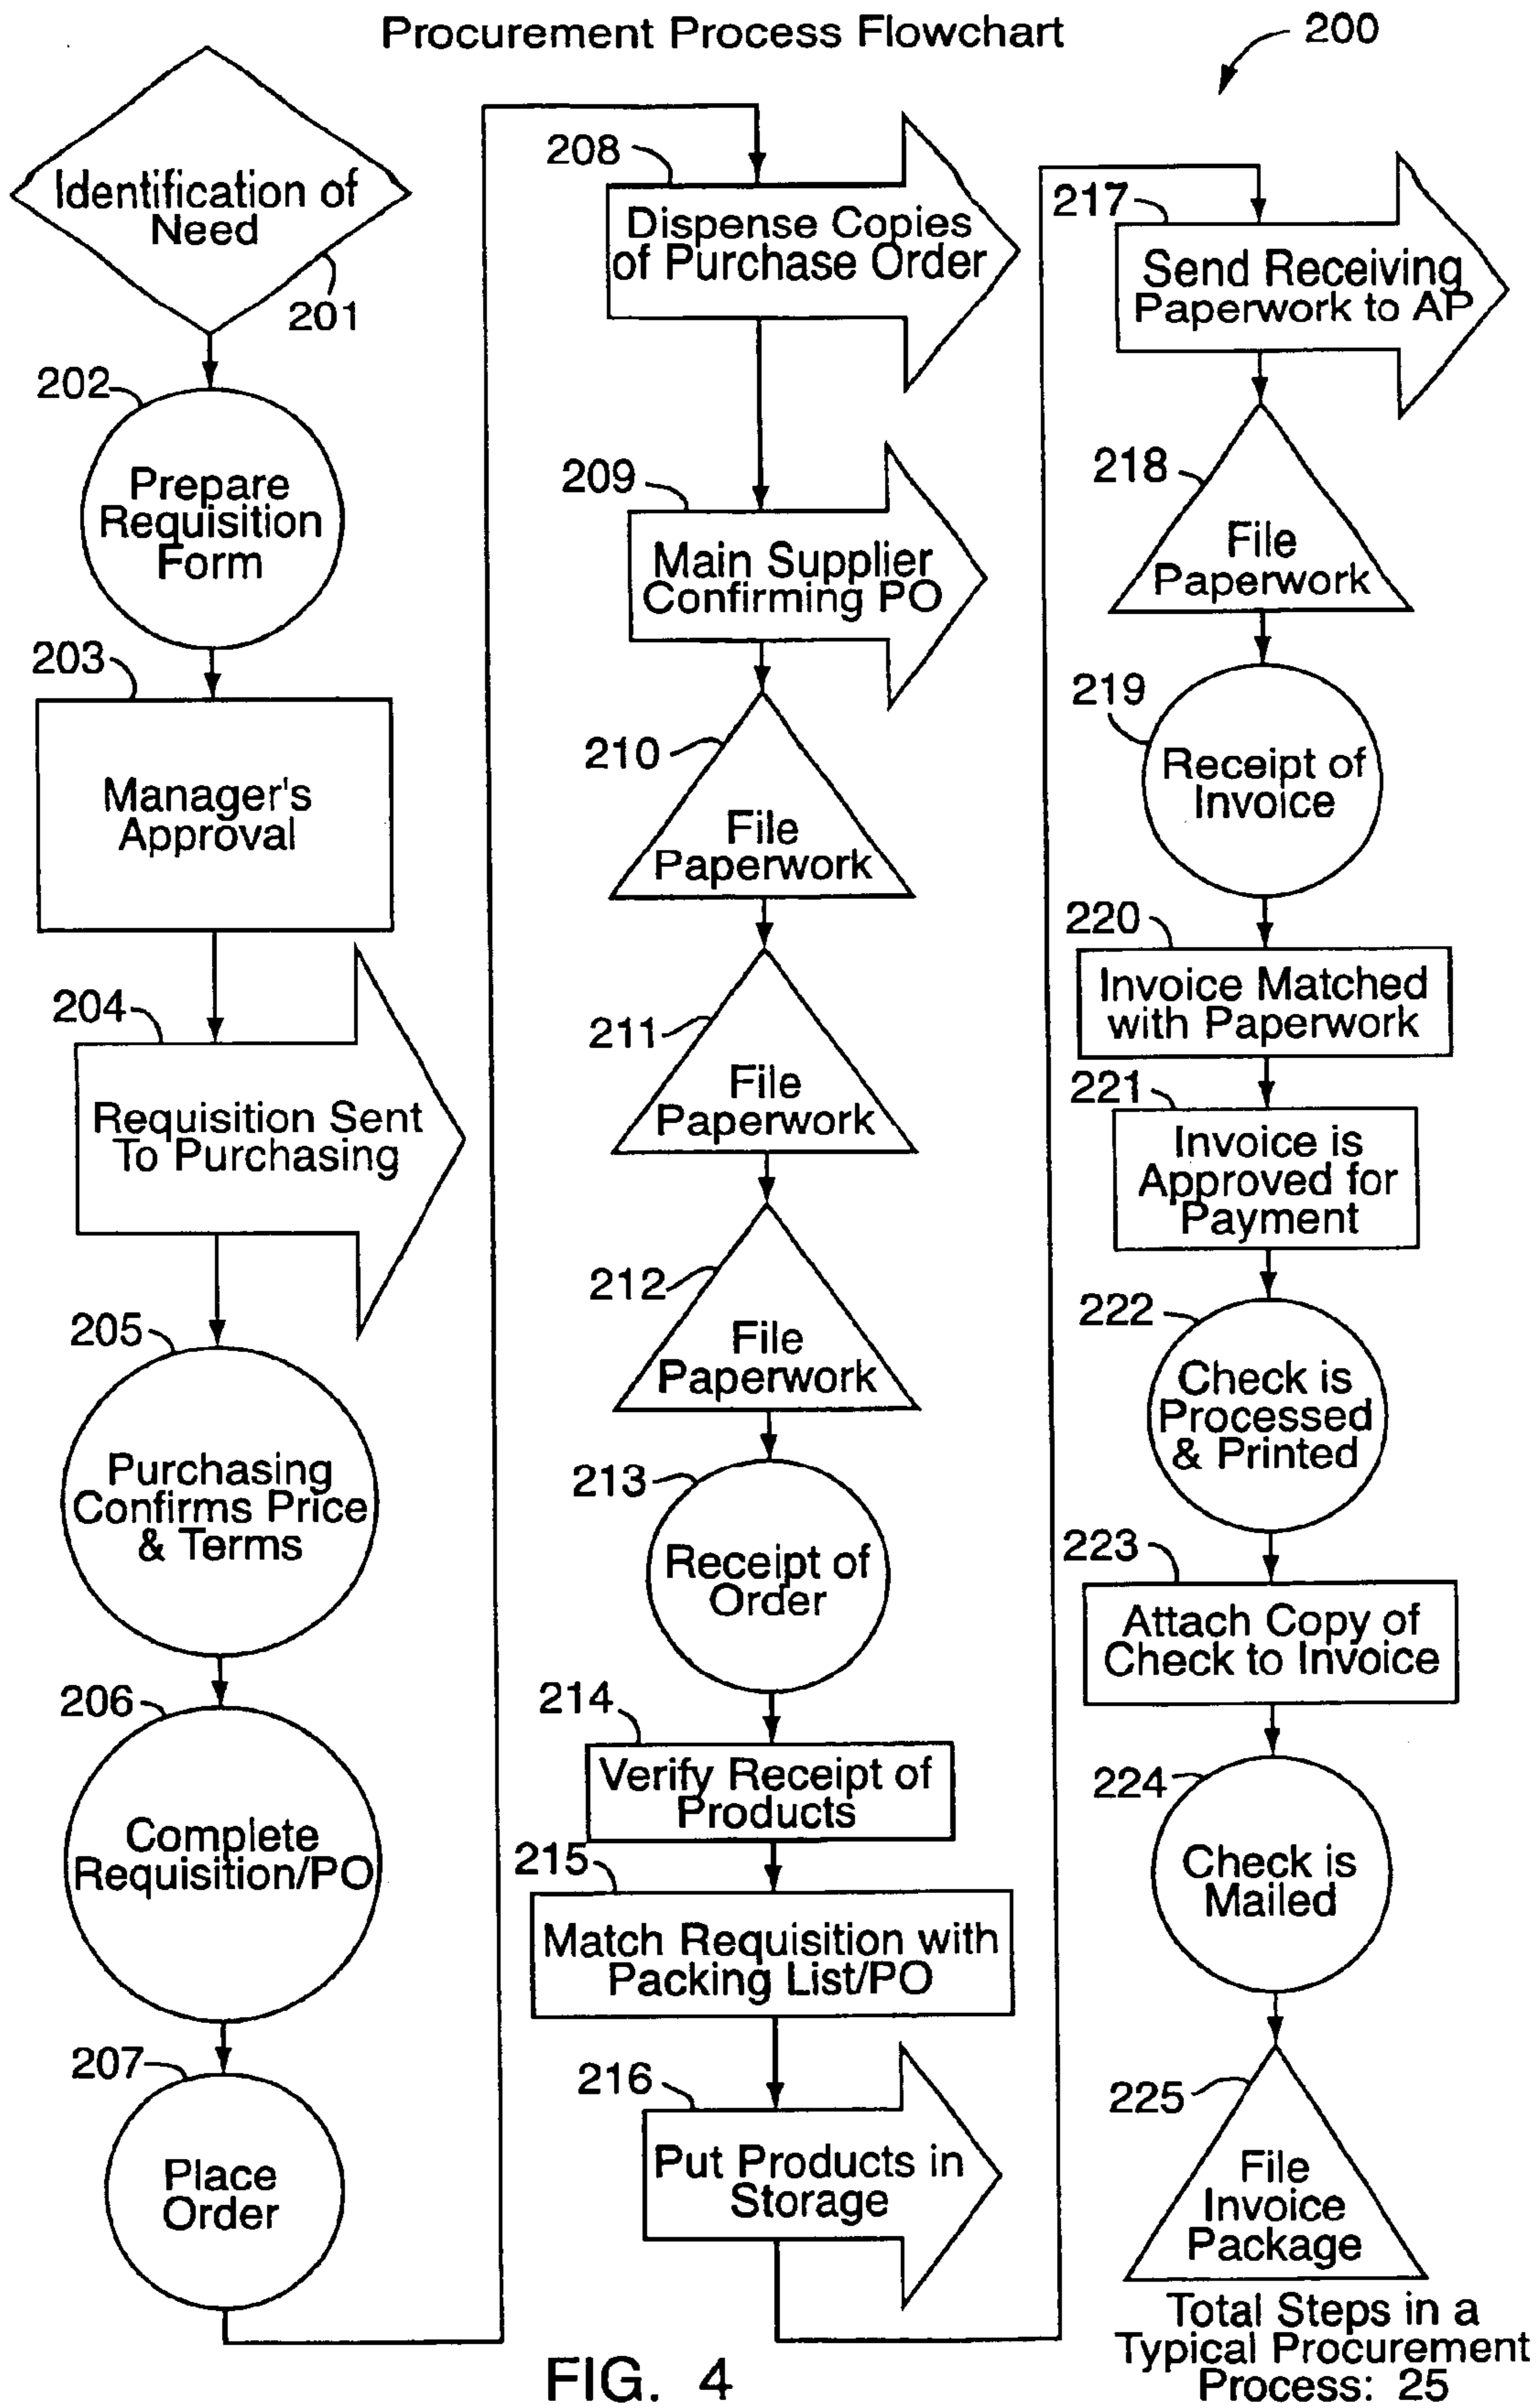 Procurement Process Flowchart
200
Identification of
Need
201
202
Prepare
Requisition
Form
203
Manager's
Approval
204
Requisition Sent
To Purchasing
205
Purchasing
Confirms Price
& Terms
206
Complete
Requisition/PO
207
Place
Order
208
Dispense Copies
of Purchase Order
209
Main Supplier
Confirming PO
210
File
Paperwork
211
File
Paperwork
212
File
Paperwork
213
Receipt of
Order
214
Verify Receipt of
Products
215
Match Requisition with
Packing List/PO
216
Put Products in
Storage
217
Send Receiving
Paperwork to AP
218
File
Paperwork
219
Receipt of
Invoice
220
Invoice Matched
with Paperwork
221
Invoice is
Approved for
Payment
222
Check is
Processed
& Printed
223
Attach Copy of
Check to Invoice
224
Check is
Mailed
225
File
Invoice
Package
Total Steps in a
Typical Procurement
Process: 25
FIG. 4